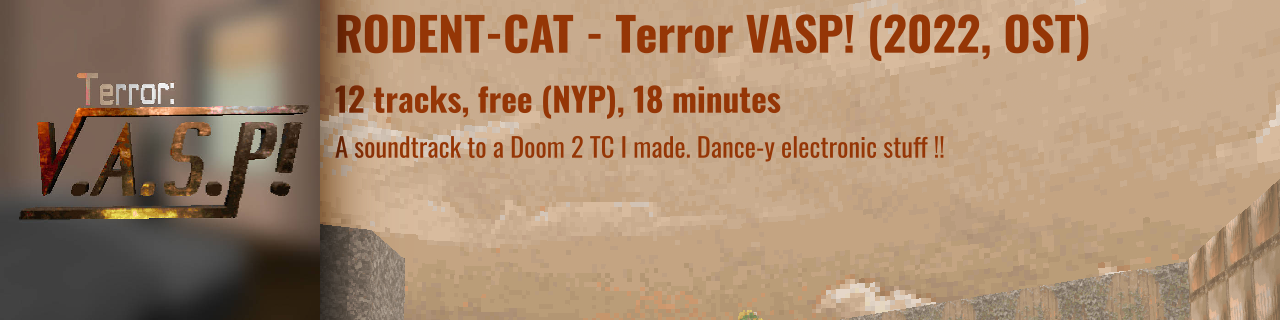 Terror:
V.A.S.P!
RODENT-CAT - Terror VASP! (2022, OST)
12 tracks, free (NYP), 18 minutes
A soundtrack to a Doom 2 TC I made. Dance-y electronic stuff !!